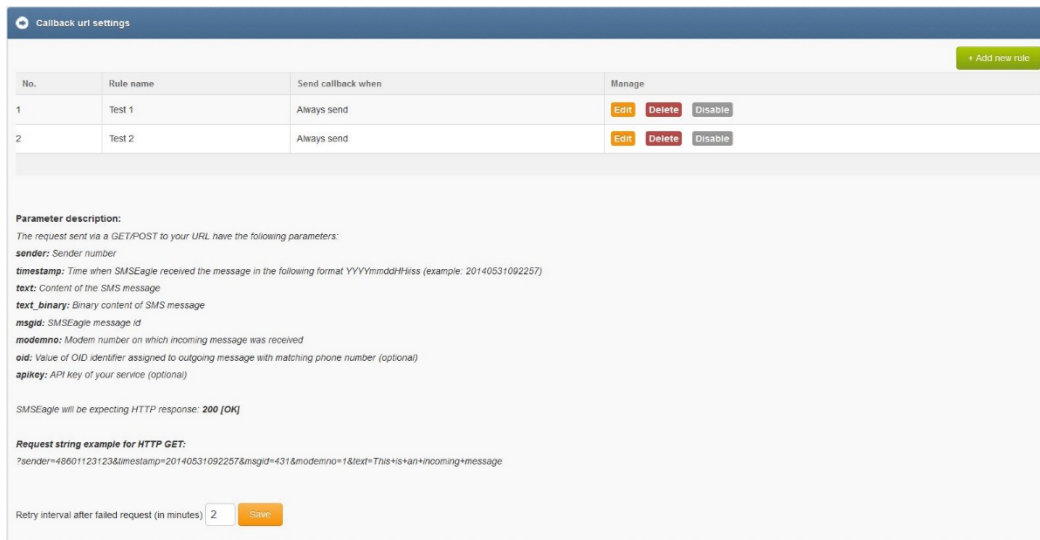 Callback url settings
+ Add new rule
No. Rule name Send callback when Manage
1 Test 1 Always send Edit Delete Disable
2 Test 2 Always send Edit Delete Disable
Parameter description:
The request sent via a GET/POST to your URL have the following parameters:
sender: Sender number
timestamp: Time when SMSEagle received the message in the following format YYYYmmddHHiiss (example: 20140531092257)
text: Content of the SMS message
text_binary: Binary content of SMS message
msgid: SMSEagle message id
modemno: Modem number on which incoming message was received
oid: Value of OID identifier assigned to outgoing message with matching phone number (optional)
apikey: API key of your service (optional)
SMSEagle will be expecting HTTP response: 200 [OK]
Request string example for HTTP GET:
?sender=48601123123&timestamp=20140531092257&msgid=431&modemno=1&text=This+is+an+incoming+message
Retry interval after failed request (in minutes) 2 Save